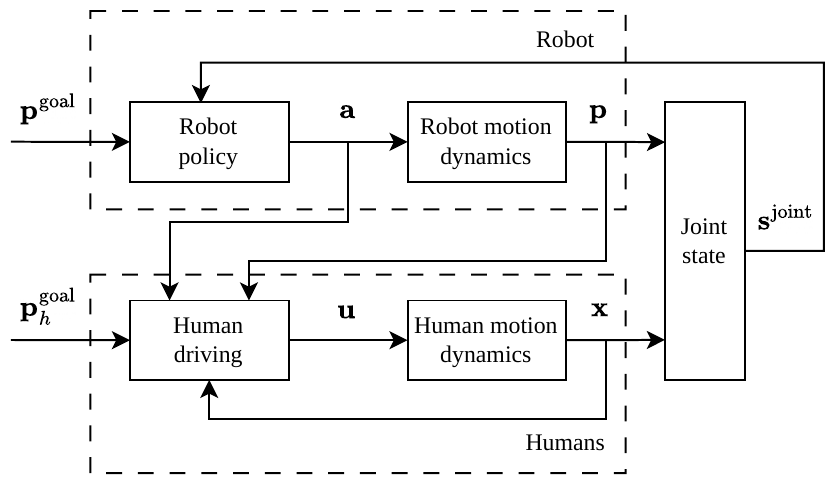 Robot
p^goal
Robot
policy
a
Robot motion
dynamics
p
Joint
state
s^joint
p_h^goal
Human
driving
u
Human motion
dynamics
x
Humans